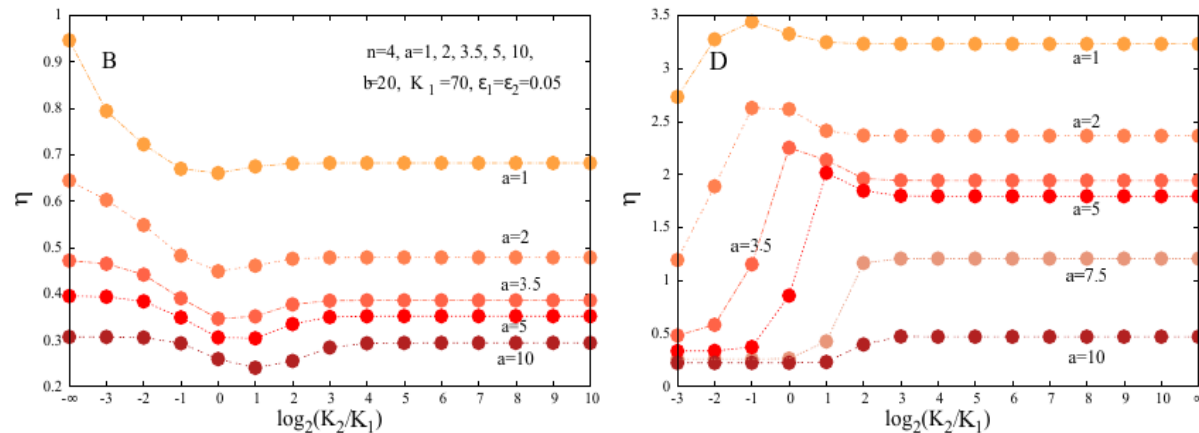 1
0.9
0.8
0.7
0.6
0.5
0.4
0.3
0.2
η
B
n=4, a=1, 2, 3.5, 5, 10,
b=20, K1=70, ε1=ε2=0.05
a=1
a=2
a=3.5
a=5
a=10
-∞ -3 -2 -1 0 1 2 3 4 5 6 7 8 9 10
log2(K2/K1)
3.5
3
2.5
2
1.5
1
0.5
0
η
D
a=1
a=2
a=3.5
a=5
a=7.5
a=10
-3 -2 -1 0 1 2 3 4 5 6 7 8 9 10 ∞
log2(K2/K1)